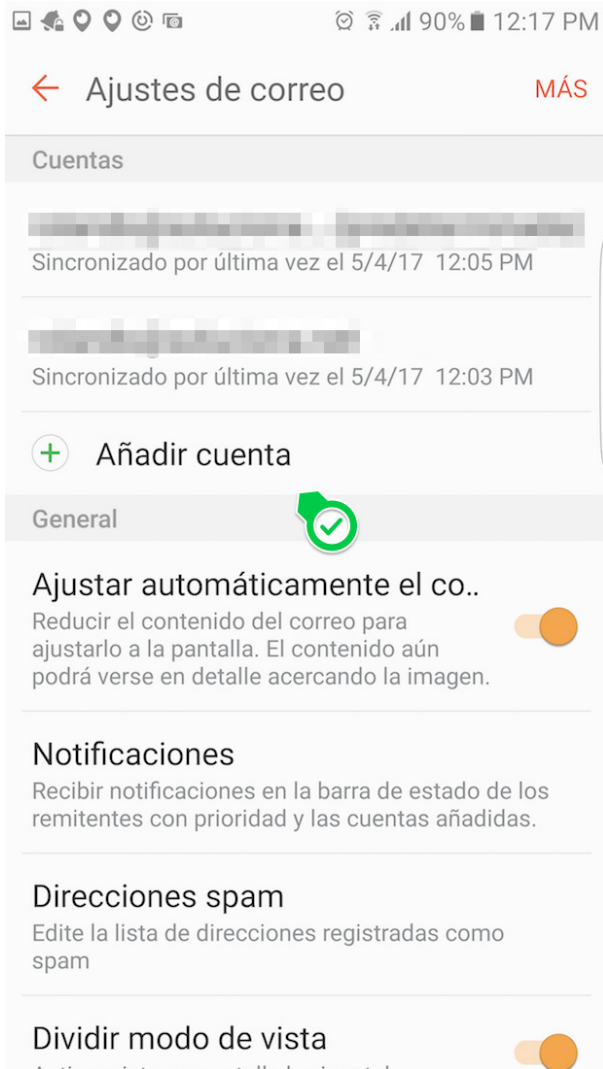 90% 12:17 PM
Ajustes de correo MÁS
Cuentas
Sincronizado por última vez el 5/4/17 12:05 PM
Sincronizado por última vez el 5/4/17 12:03 PM
Añadir cuenta
General
Ajustar automáticamente el co..
Reducir el contenido del correo para
ajustarlo a la pantalla. El contenido aún
podrá verse en detalle acercando la imagen.
Notificaciones
Recibir notificaciones en la barra de estado de los
remitentes con prioridad y las cuentas añadidas.
Direcciones spam
Edite la lista de direcciones registradas como
spam
Dividir modo de vista